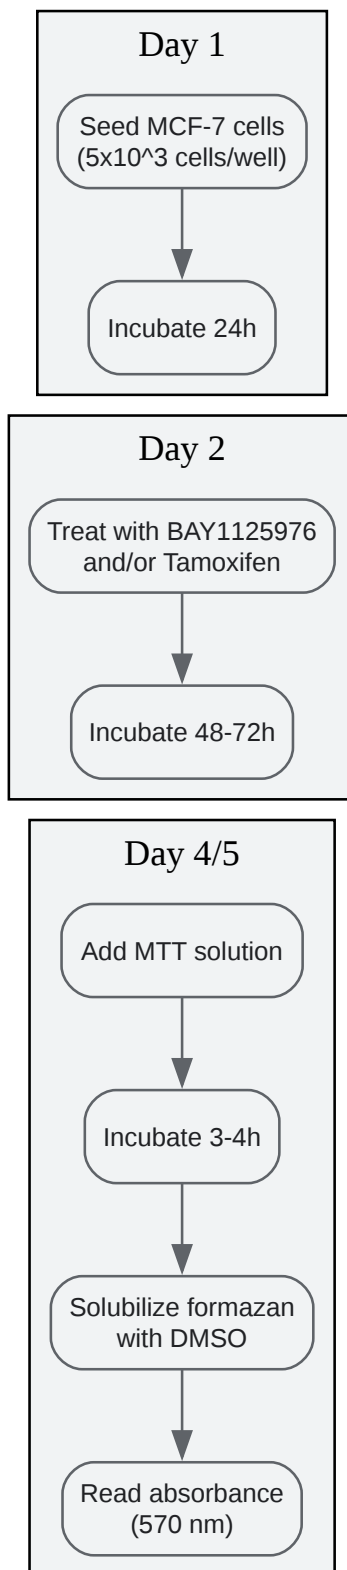 Day 1
Seed MCF-7 cells
(5x10^3 cells/well)
Incubate 24h
Day 2
Treat with BAY1125976
and/or Tamoxifen
Incubate 48-72h
Day 4/5
Add MTT solution
Incubate 3-4h
Solubilize formazan
with DMSO
Read absorbance
(570 nm)